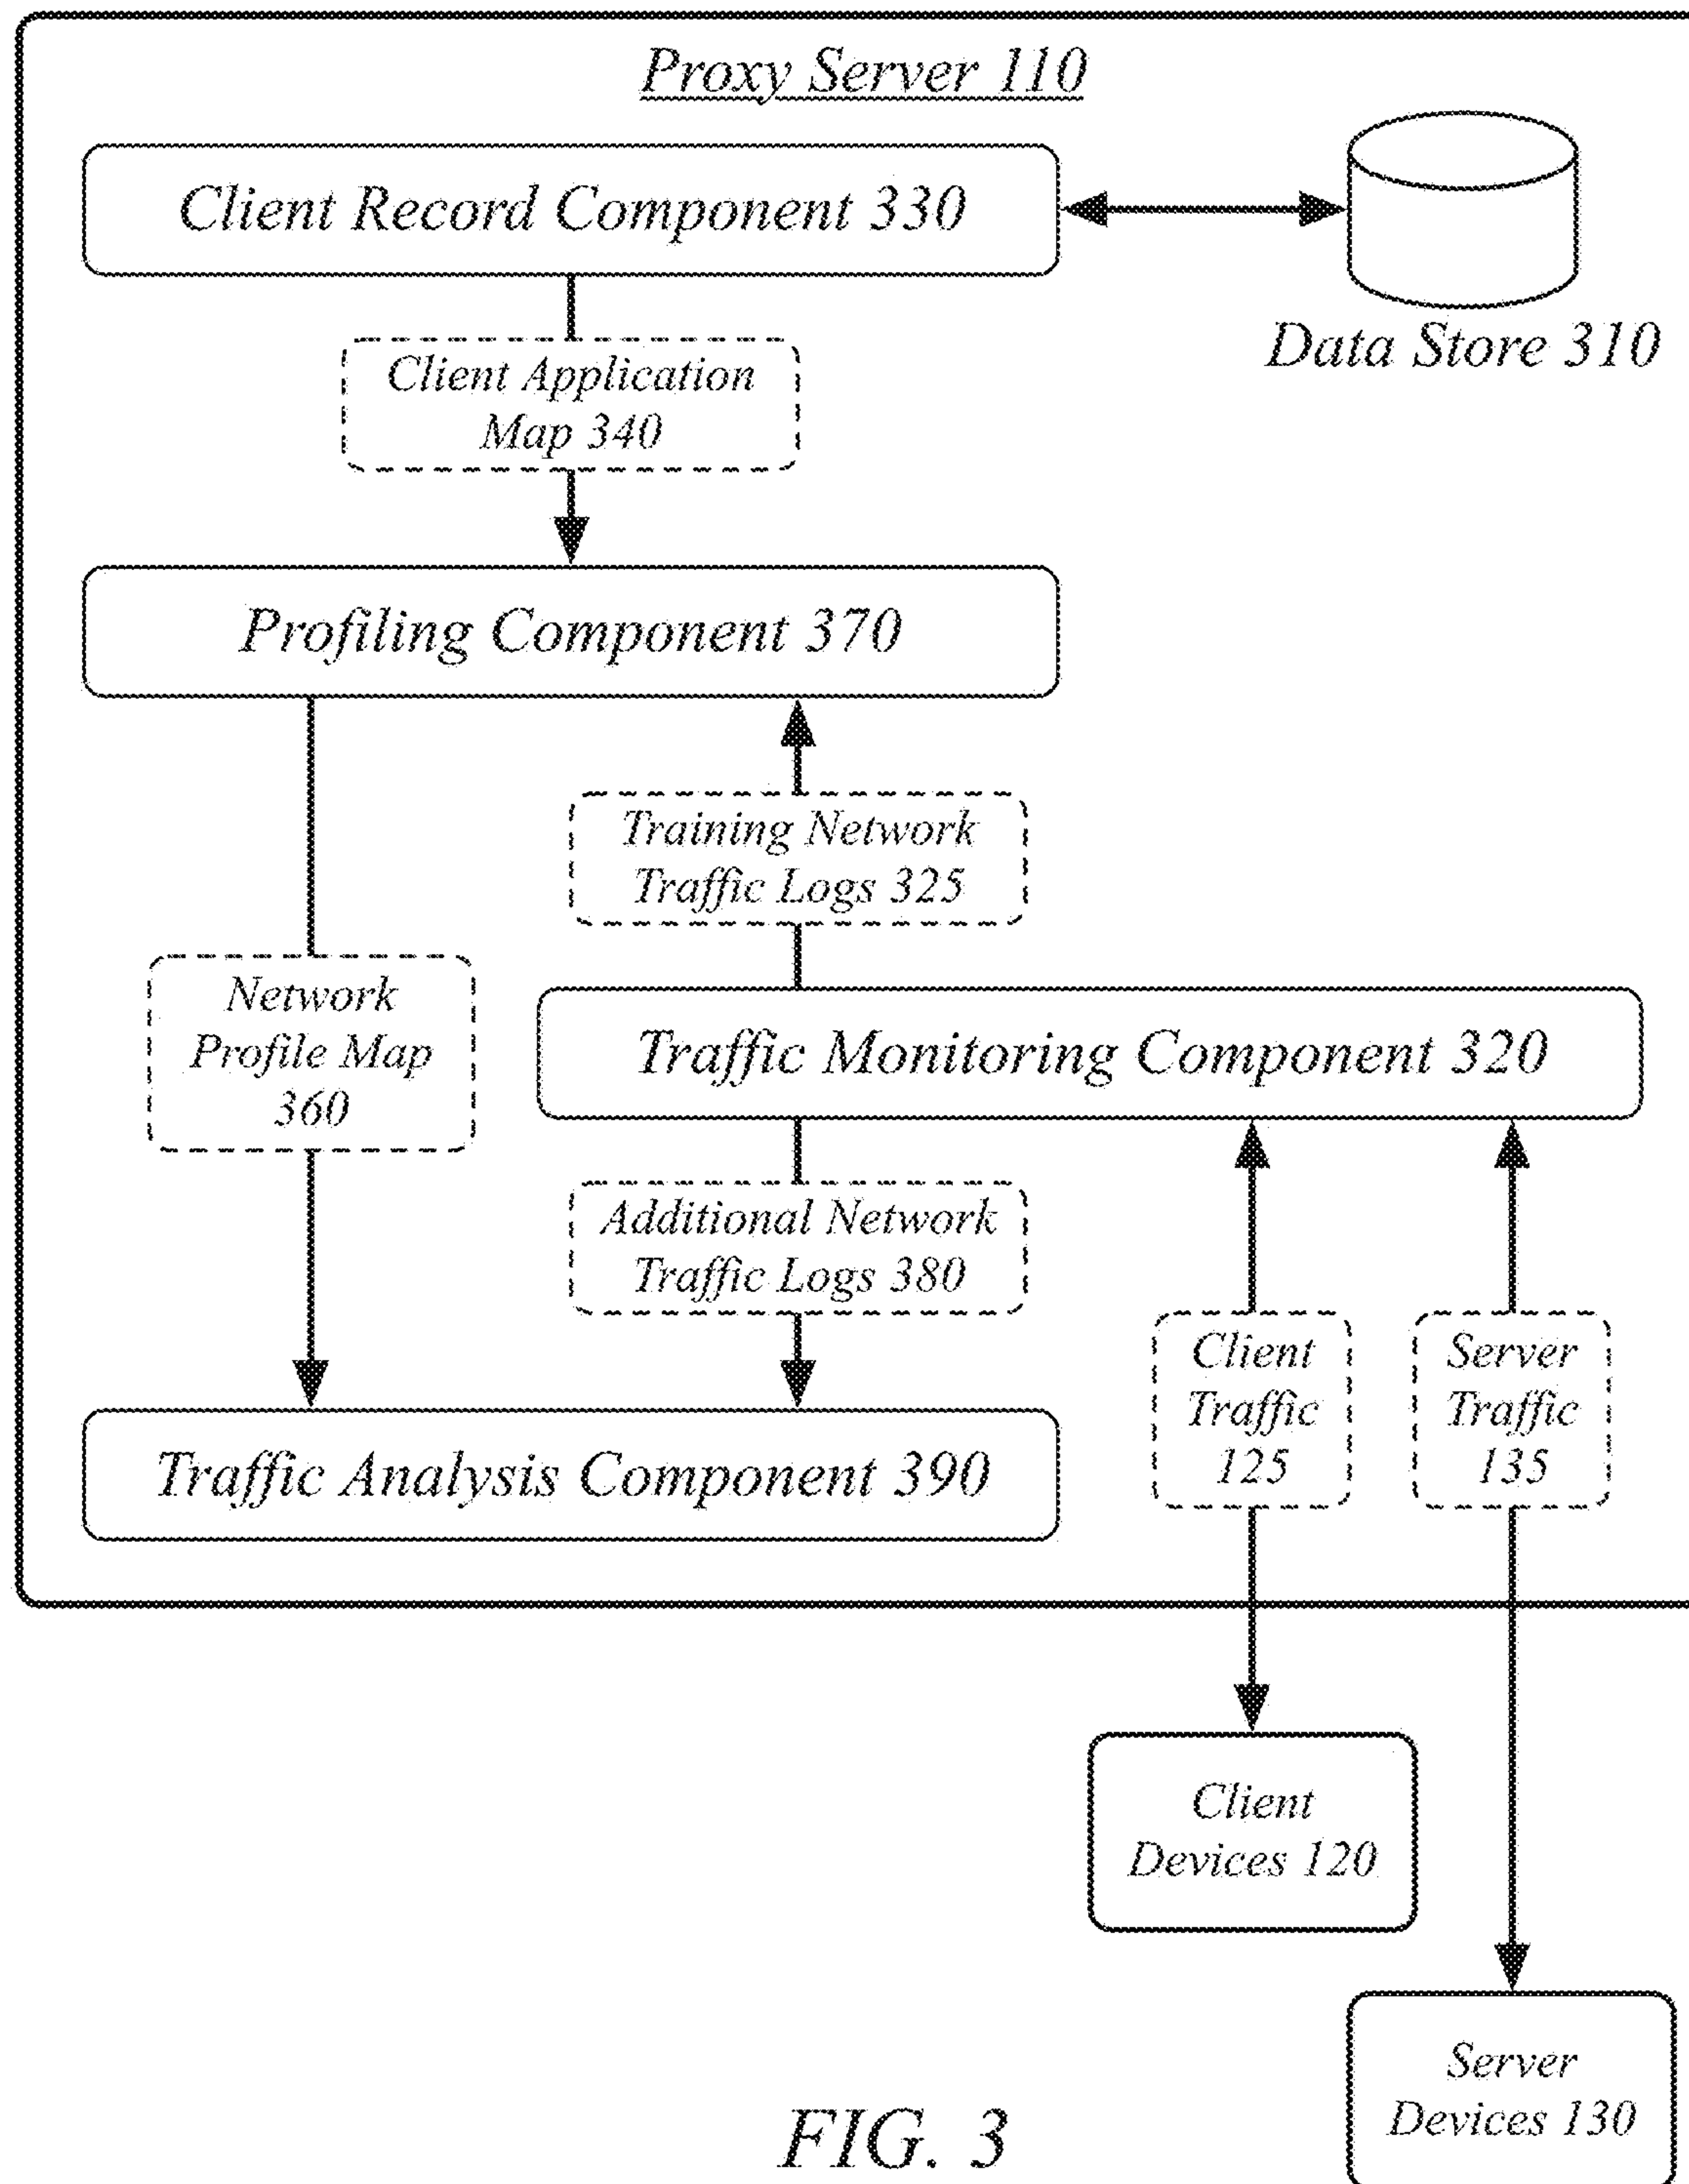 Proxy Server 110
Client Record Component 330
Data Store 310
Client Application
Map 340
Profiling Component 370
Training Network
Traffic Logs 325
Network
Profile Map
360
Traffic Monitoring Component 320
Additional Network
Traffic Logs 380
Client
Traffic
125
Server
Traffic
135
Traffic Analysis Component 390
Client
Devices 120
Server
Devices 130
FIG. 3